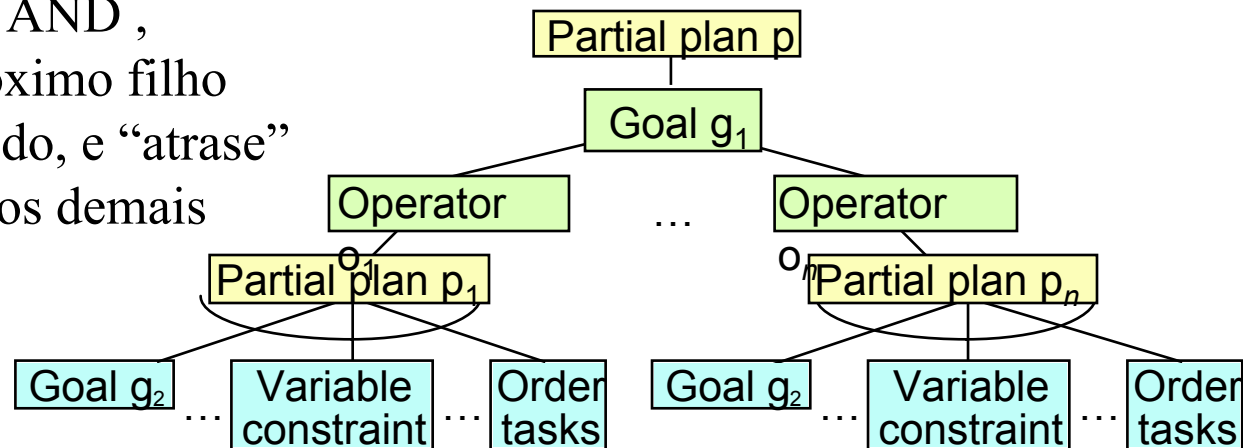 AND ,
óximo filho
do, e “atrase”
os demais
Partial plan p
Goal g₁
Operator
o₁
...
Operator
oₙ
Partial plan p₁
Partial plan pₙ
Goal g₂
...
Variable
constraint
...
Order
tasks
Goal g₂
...
Variable
constraint
...
Order
tasks